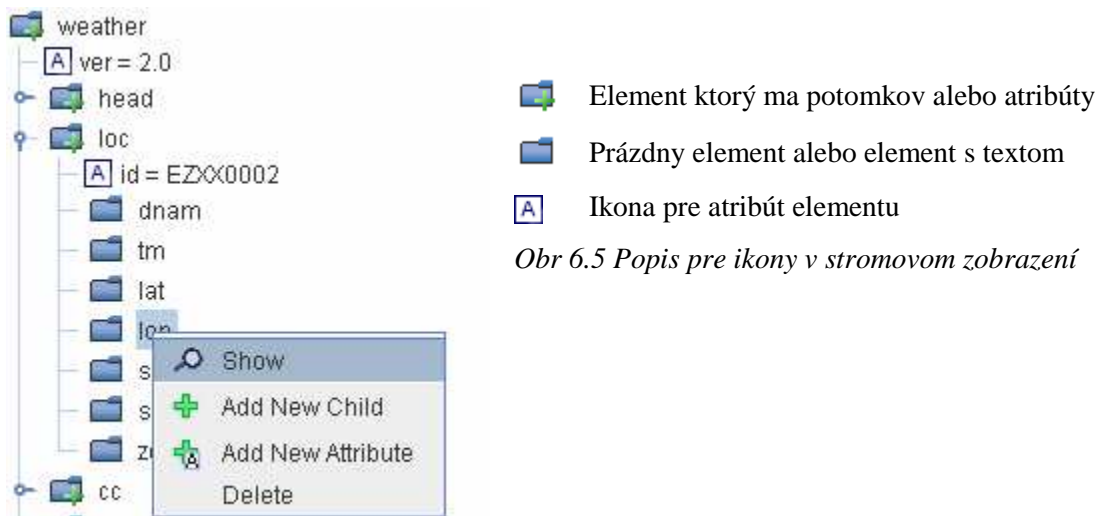 weather
A ver = 2.0
head
loc
A id = EZXX0002
dnam
tm
lat
lon
s
s
Show
Add New Child
Add New Attribute
Delete
cc
Element ktorý ma potomkov alebo atribúty
Prázdny element alebo element s textom
A Ikona pre atribút elementu
Obr 6.5 Popis pre ikony v stromovom zobrazení